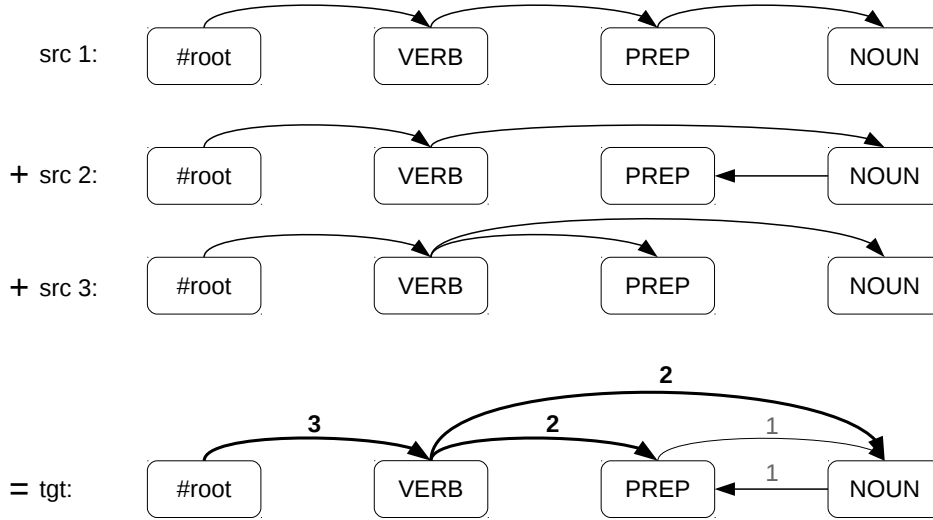 src 1: #root VERB PREP NOUN
+ src 2: #root VERB PREP NOUN
+ src 3: #root VERB PREP NOUN
2
3 2 1
1
= tgt: #root VERB PREP NOUN